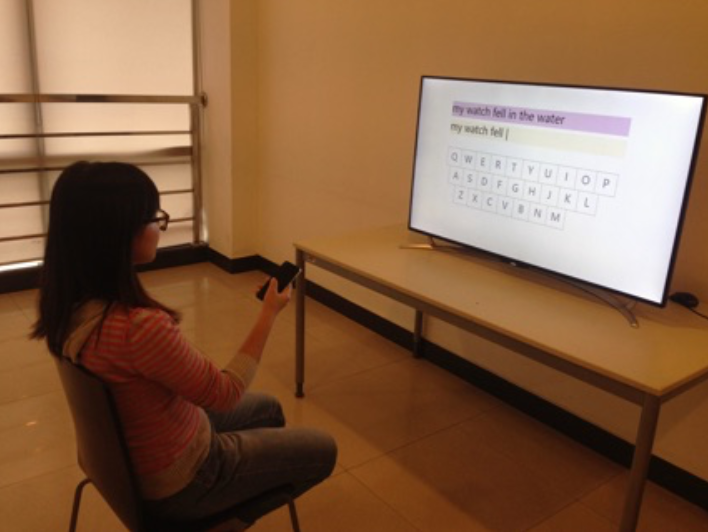 my watch fell in the water
my watch fell |
Q W E R T Y U I O P
A S D F G H J K L
Z X C V B N M